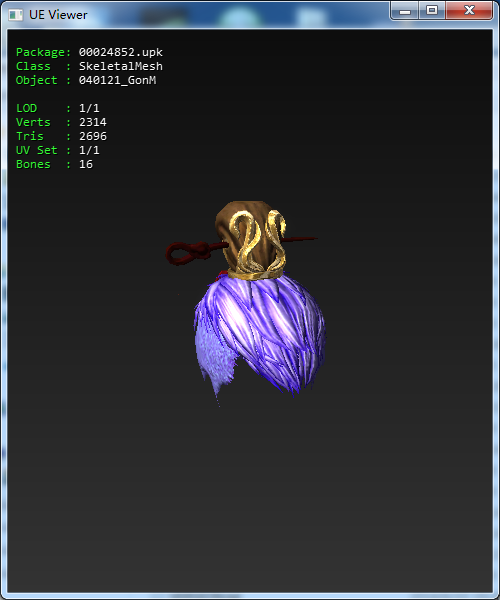 UE Viewer
Package: 00024852.upk
Class  : SkeletalMesh
Object : 040121_GonM
LOD    : 1/1
Verts  : 2314
Tris   : 2696
UV Set : 1/1
Bones  : 16